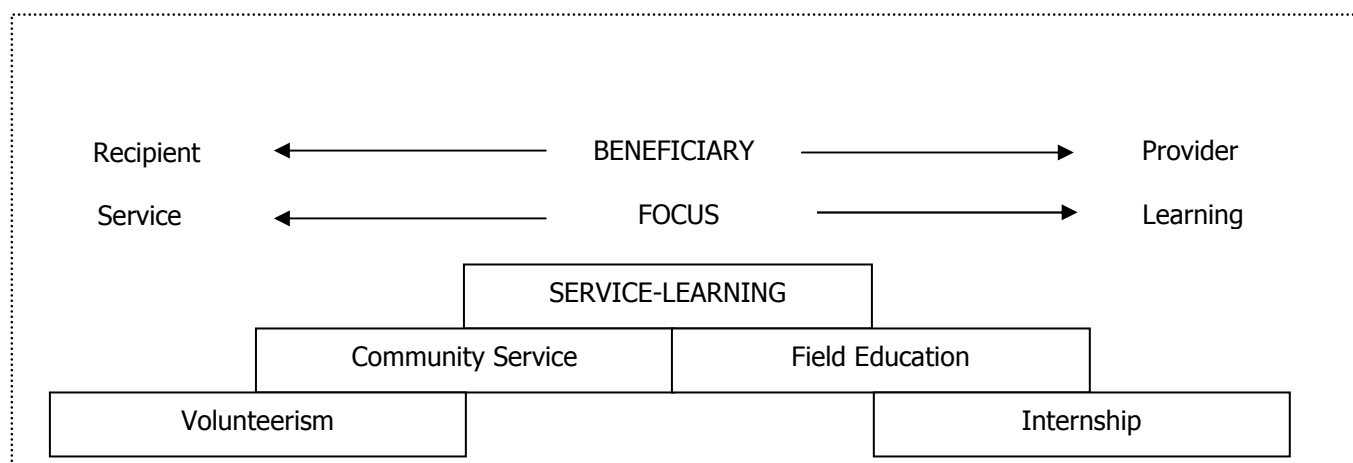 Recipient BENEFICIARY Provider
Service FOCUS Learning
SERVICE-LEARNING
Community Service Field Education
Volunteerism Internship